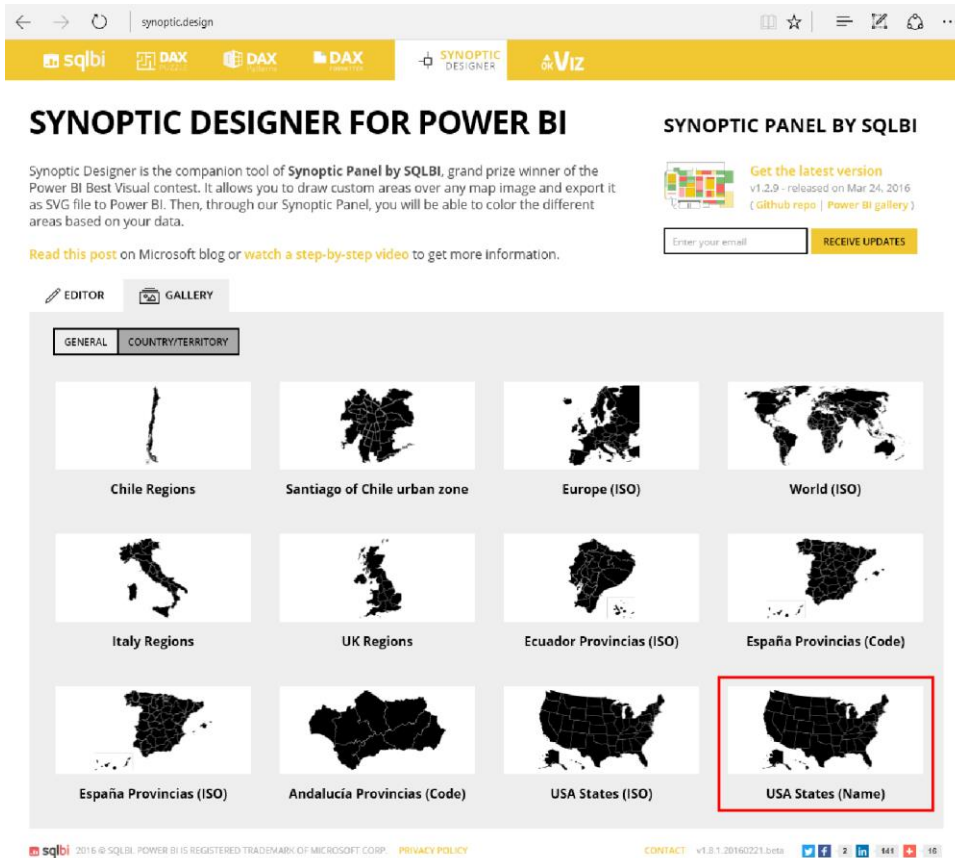 synoptic.design
sqlbi
DAX
DAX
DAX
SYNOPTIC
DESIGNER
OK VIZ
SYNOPTIC DESIGNER FOR POWER BI
Synoptic Designer is the companion tool of Synoptic Panel by SQLBI, grand prize winner of the
Power BI Best Visual contest. It allows you to draw custom areas over any map image and export it
as SVG file to Power BI. Then, through our Synoptic Panel, you will be able to color the different
areas based on your data.
Read this post on Microsoft blog or watch a step-by-step video to get more information.
SYNOPTIC PANEL BY SQLBI
Get the latest version
v1.2.9 - released on Mar 24, 2016
( Github repo | Power BI gallery )
Enter your email
RECEIVE UPDATES
EDITOR
GALLERY
GENERAL
COUNTRY/TERRITORY
Chile Regions
Santiago of Chile urban zone
Europe (ISO)
World (ISO)
Italy Regions
UK Regions
Ecuador Provincias (ISO)
España Provincias (Code)
España Provincias (ISO)
Andalucía Provincias (Code)
USA States (ISO)
USA States (Name)
sqlbi 2016 © SQLBI. POWER BI IS REGISTERED TRADEMARK OF MICROSOFT CORP. PRIVACY POLICY
CONTACT v1.8.1.20160221.beta 2 141 16